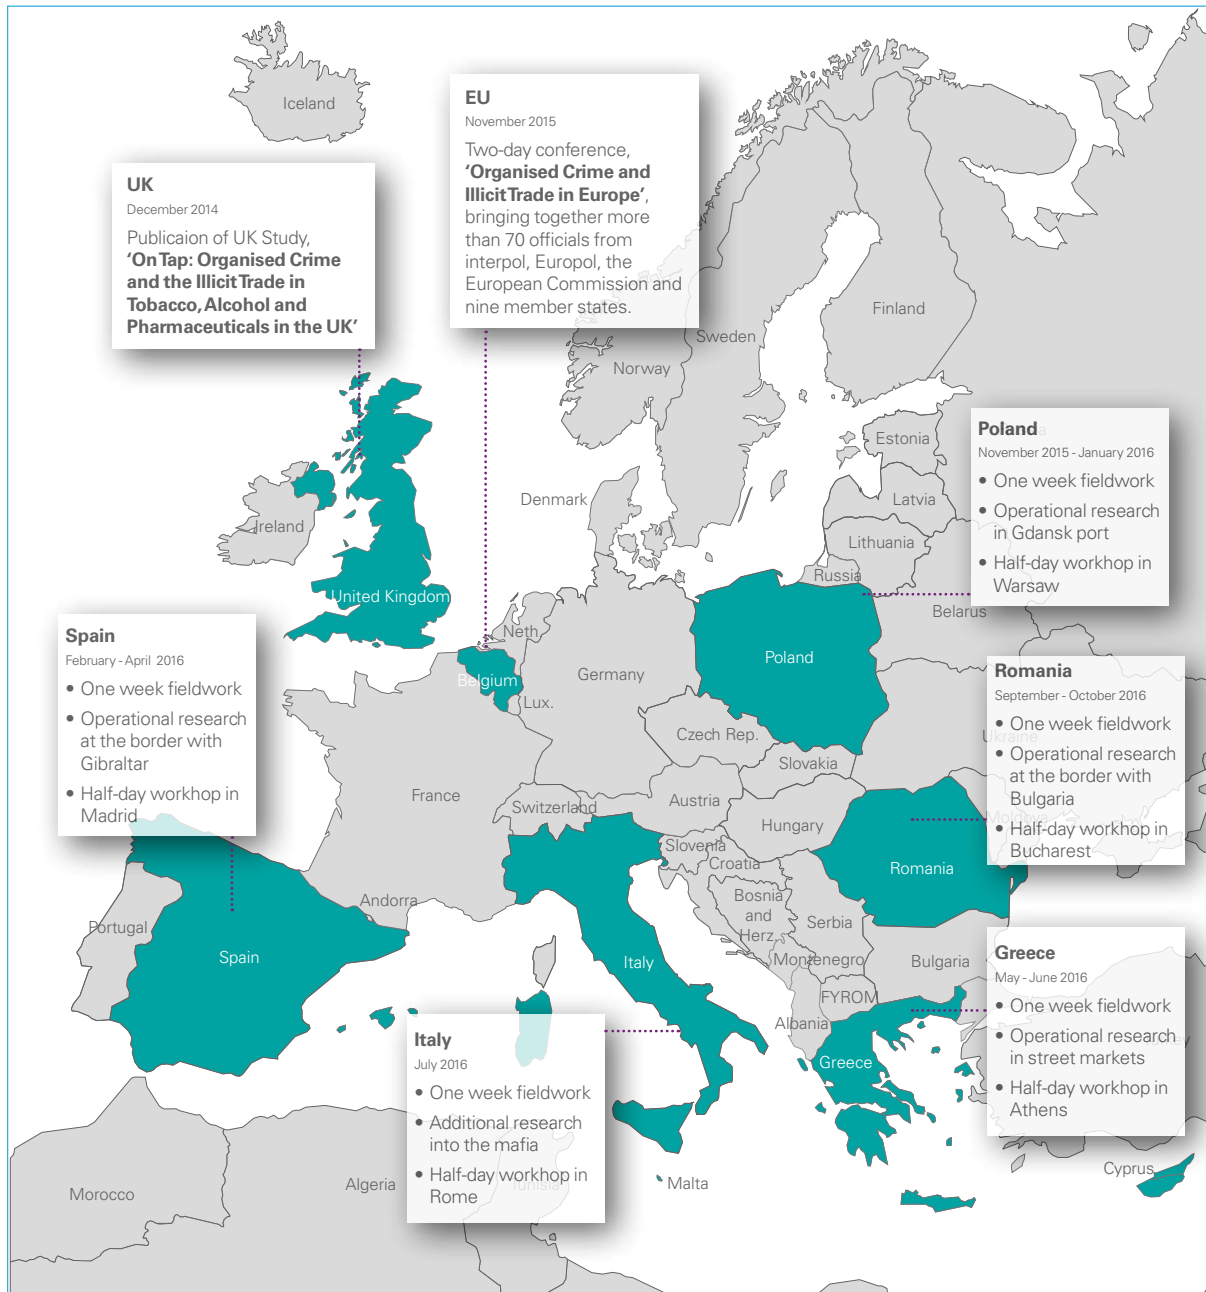 Iceland
EU
November 2015
Two-day conference,
‘Organised Crime and
Illicit Trade in Europe’,
bringing together more
than 70 officials from
interpol, Europol, the
European Commission and
nine member states.
UK
December 2014
Publicaion of UK Study,
‘On Tap: Organised Crime
and the Illicit Trade in
Tobacco, Alcohol and
Pharmaceuticals in the UK’
Finland
Sweden
Norway
Poland
November 2015 - January 2016
• One week fieldwork
• Operational research
in Gdansk port
• Half-day workhop in
Warsaw
Estonia
Denmark
Latvia
Ireland
Lithuania
Russia
United Kingdom
Belarus
Neth.
Spain
February - April 2016
• One week fieldwork
• Operational research
at the border with
Gibraltar
• Half-day workhop in
Madrid
Poland
Germany
Belgium
Lux.
Romania
September - October 2016
• One week fieldwork
• Operational research
at the border with
Bulgaria
• Half-day workhop in
Bucharest
Ukraine
Czech Rep.
Slovakia
France
Switzerland
Austria
Hungary
Moldova
Slovenia
Croatia
Romania
Andorra
Bosnia
and
Herz.
Serbia
Portugal
Spain
Italy
Montenegro
Bulgaria
Greece
May - June 2016
• One week fieldwork
• Operational research
in street markets
• Half-day workhop in
Athens
FYROM
Albania
Greece
Italy
July 2016
• One week fieldwork
• Additional research
into the mafia
• Half-day workhop in
Rome
Cyprus
Malta
Morocco
Algeria
Tunisia